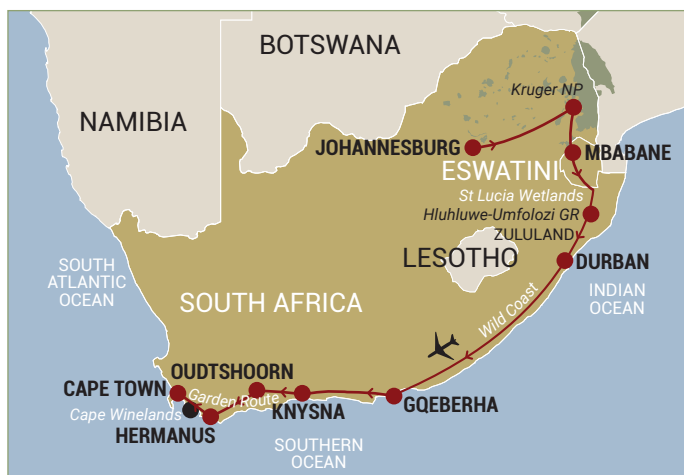 BOTSWANA
NAMIBIA
Kruger NP
JOHANNESBURG
MBABANE
ESWATINI
St Lucia Wetlands
Hluhluwe-Umfolozi GR
ZULULAND
LESOTHO
DURBAN
SOUTH
ATLANTIC
OCEAN
INDIAN
OCEAN
SOUTH AFRICA
Wild Coast
OUDTSHOORN
CAPE TOWN
Garden Route
Cape Winelands
KNYSNA
GQEBERHA
HERMANUS
SOUTHERN
OCEAN